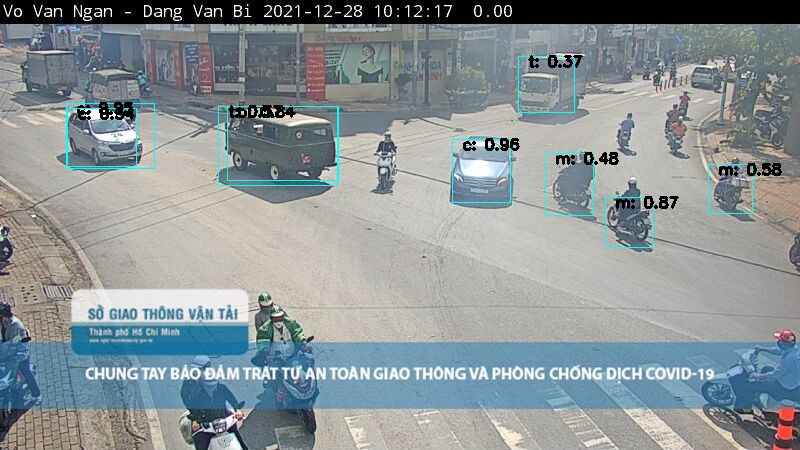 Vo Van Ngan - Dang Van Bi 2021-12-28 10:12:17 0.00
t: 0.37
c: 0.96
m: 0.48
m: 0.58
m: 0.87
SỞ GIAO THÔNG VẬN TẢI
Thành phố Hồ Chí Minh
CHUNG TAY BẢO ĐẢM TRẬT TỰ AN TOÀN GIAO THÔNG VÀ PHÒNG CHỐNG DỊCH COVID-19